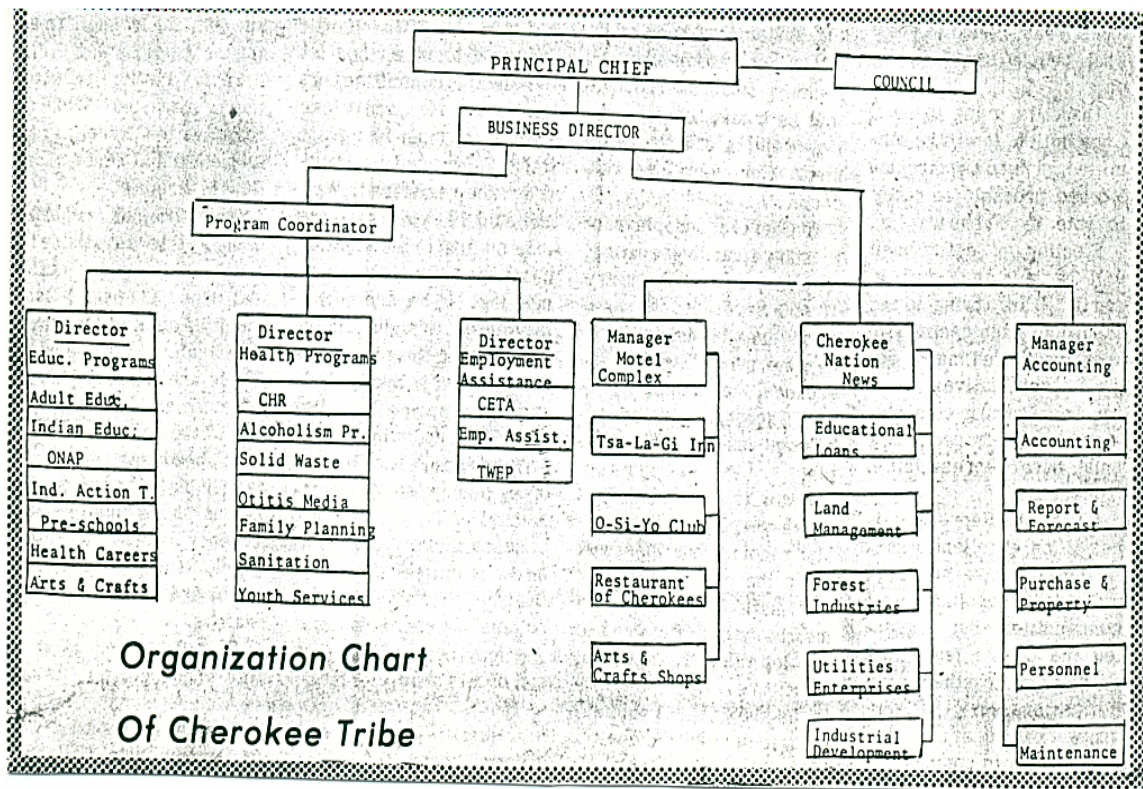 PRINCIPAL CHIEF
COUNCIL
BUSINESS DIRECTOR
Program Coordinator
Director
Educ. Programs
Adult Educ.
Indian Educ.
ONAP
Ind. Action T.
Pre-schools
Health Careers
Arts & Crafts
Director
Health Programs
CHR
Alcoholism Pr.
Solid Waste
Otitis Media
Family Planning
Sanitation
Youth Services
Director
Employment
Assistance
CETA
Emp. Assist.
TWEP
Manager
Motel
Complex
Tsa-La-Gi Inn
O-Si-Yo Club
Restaurant
of Cherokees
Arts &
Crafts Shops
Cherokee
Nation
News
Educational
Loans
Land
Management
Forest
Industries
Utilities
Enterprises
Industrial
Development
Manager
Accounting
Accounting
Report &
Forecast
Purchase &
Property
Personnel
Maintenance
Organization Chart
Of Cherokee Tribe